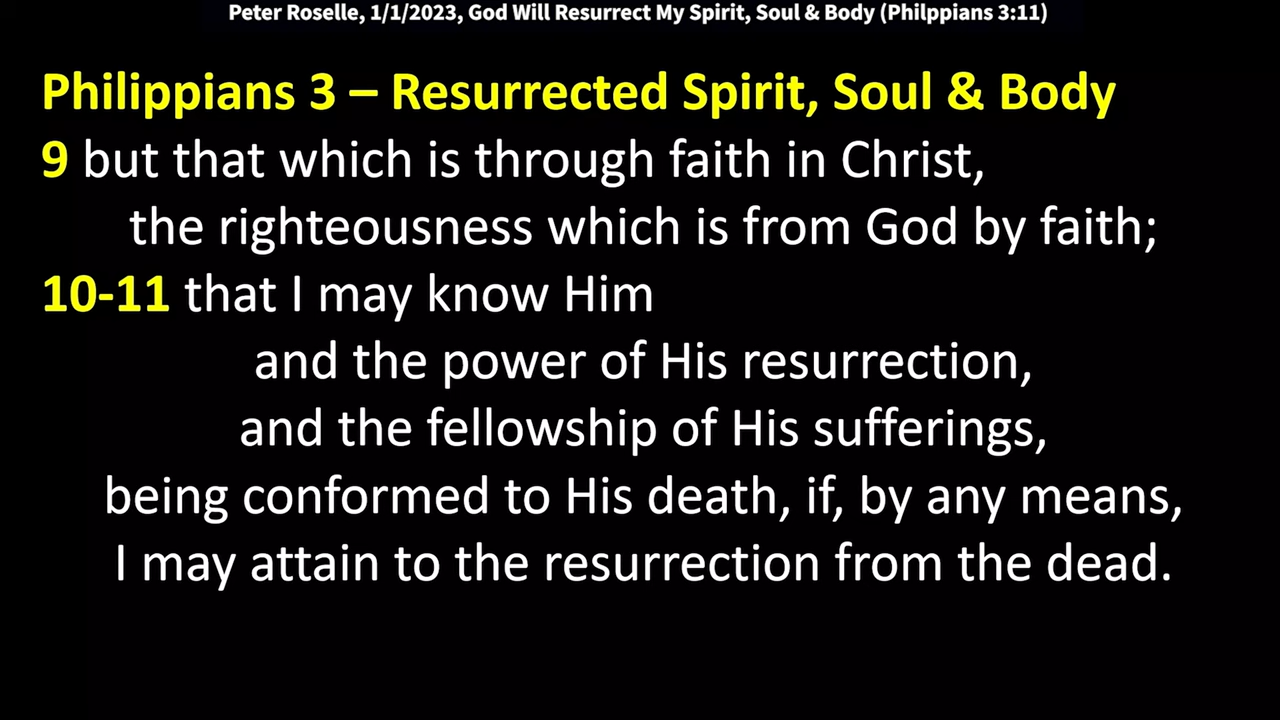 Peter Roselle, 1/1/2023, God Will Resurrect My Spirit, Soul & Body (Philppians 3:11)
Philippians 3 – Resurrected Spirit, Soul & Body
9 but that which is through faith in Christ,
the righteousness which is from God by faith;
10-11 that I may know Him
and the power of His resurrection,
and the fellowship of His sufferings,
being conformed to His death, if, by any means,
I may attain to the resurrection from the dead.